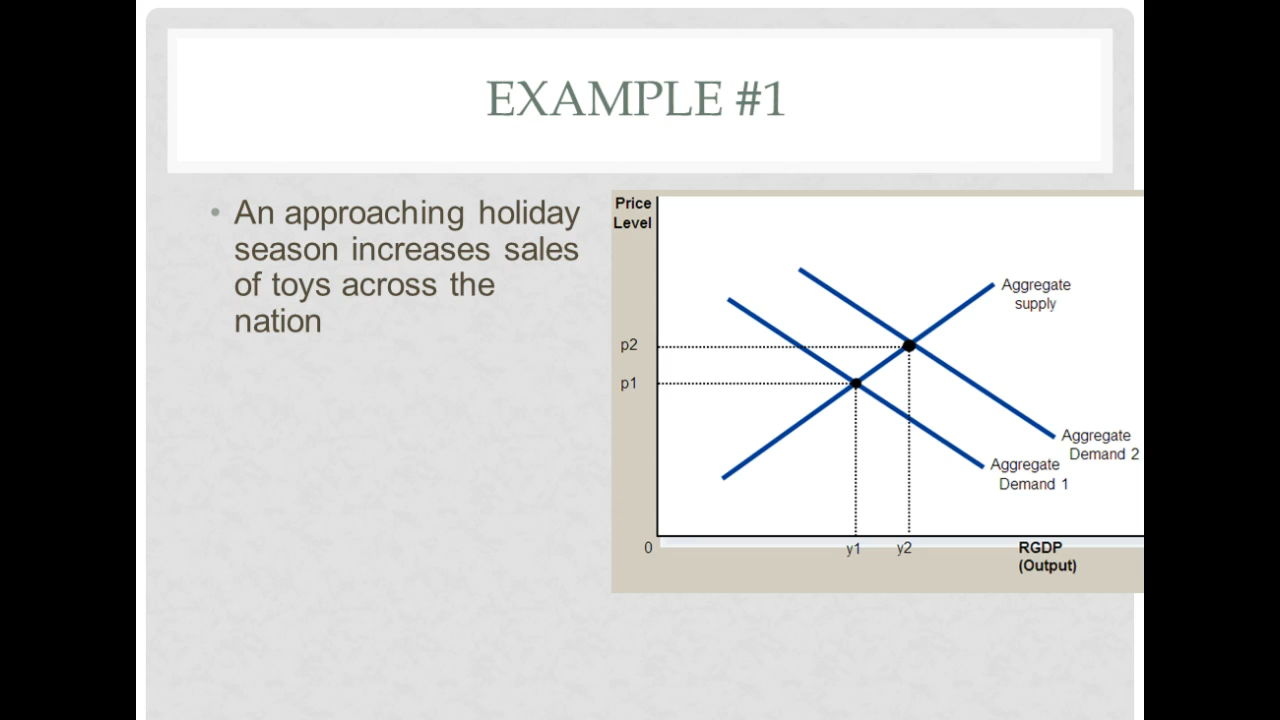 EXAMPLE #1
• An approaching holiday
season increases sales
of toys across the
nation
Price
Level
Aggregate
supply
p2
p1
Aggregate
Demand 2
Aggregate
Demand 1
0
y1
y2
RGDP
(Output)